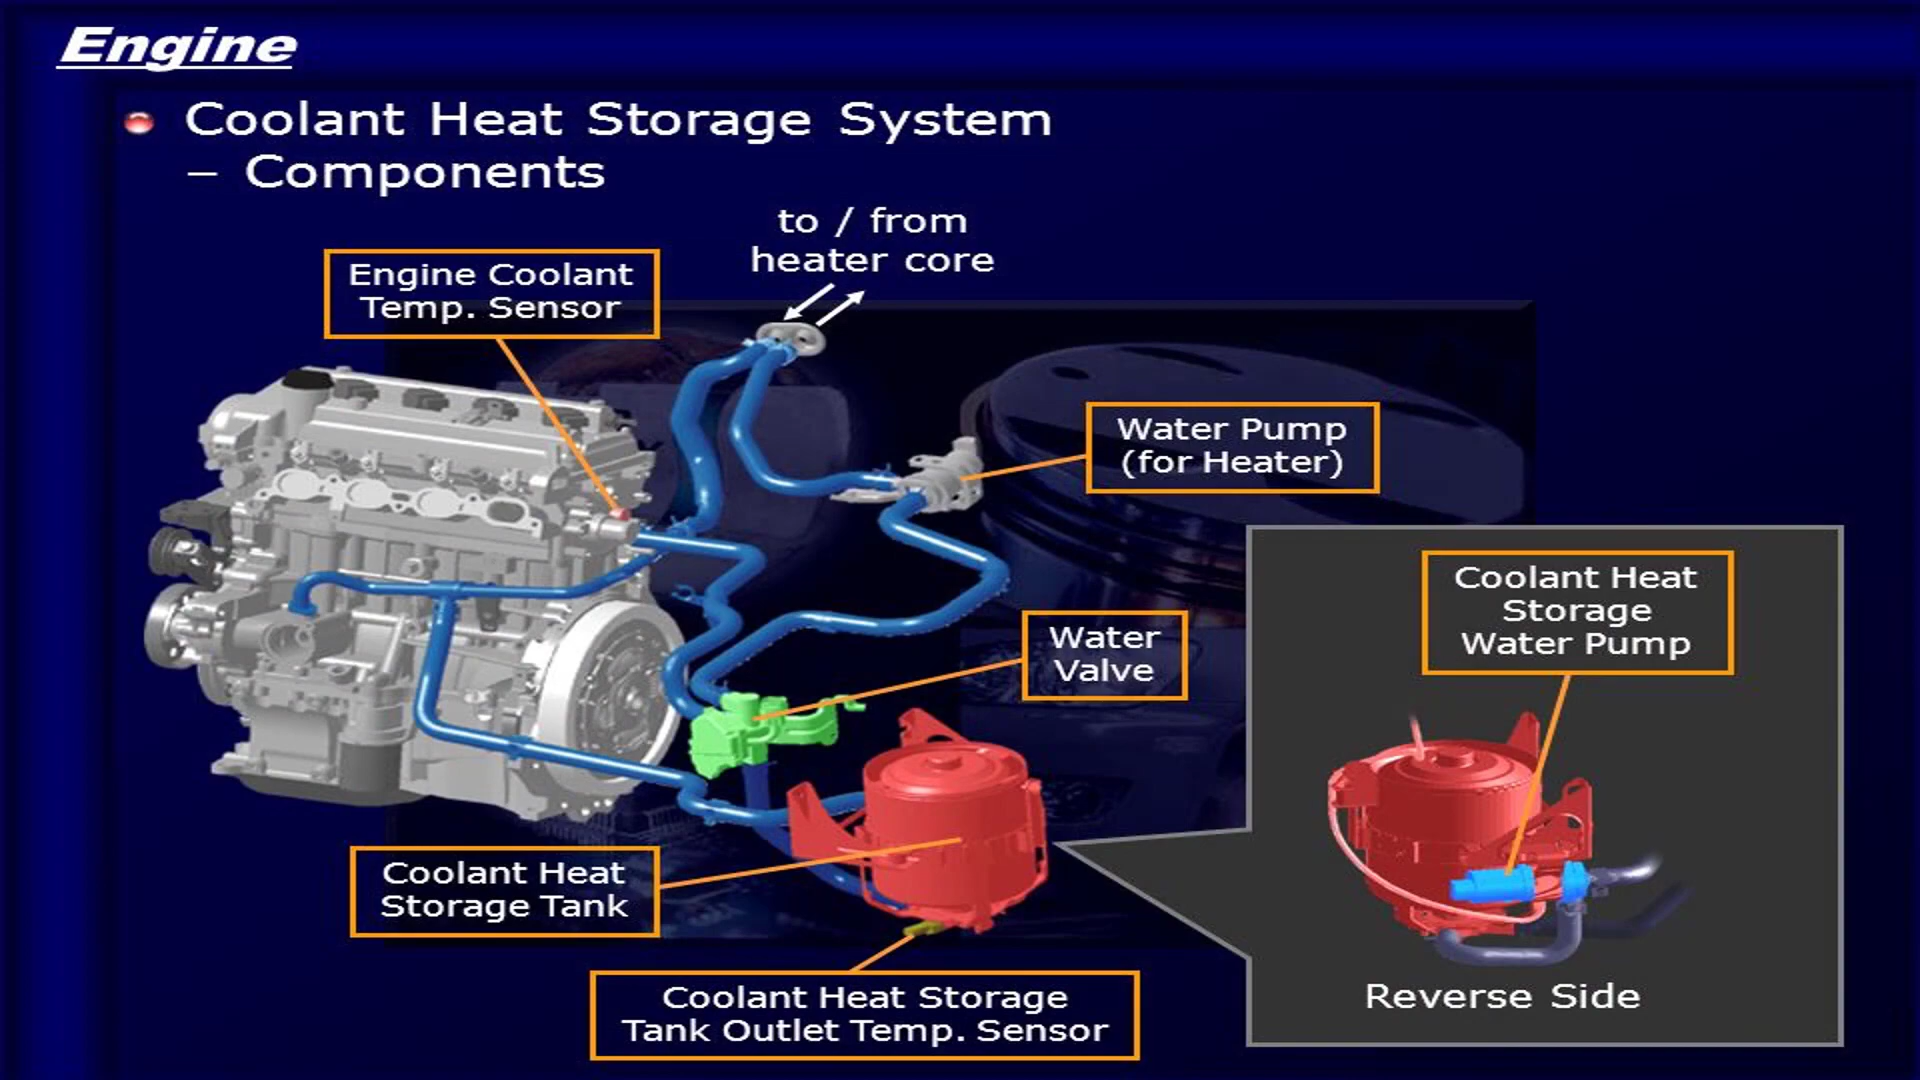 Engine
Coolant Heat Storage System
– Components
to / from
heater core
Engine Coolant
Temp. Sensor
Water Pump
(for Heater)
Coolant Heat
Storage
Water Pump
Water
Valve
Coolant Heat
Storage Tank
Coolant Heat Storage
Tank Outlet Temp. Sensor
Reverse Side